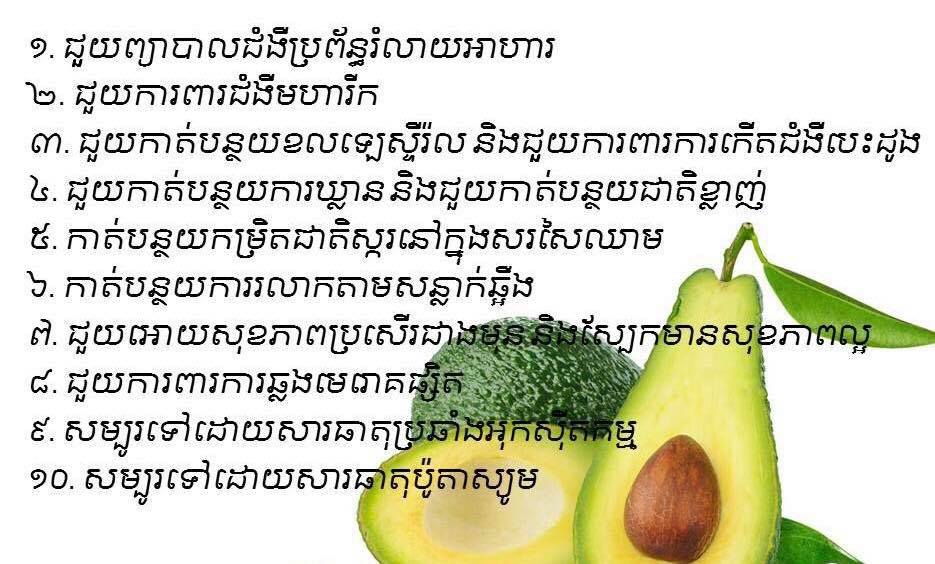 ១. ជួយព្យាបាលជំងឺប្រព័ន្ធរំលាយអាហារ
២. ជួយការពារជំងឺមហារីក
៣. ជួយកាត់បន្ថយខលឡេស្ទីរ៉ល និងជួយការពារការកើតជំងឺបេះដូង
៤. ជួយកាត់បន្ថយការឃ្លាន និងជួយកាត់បន្ថយជាតិខ្លាញ់
៥. កាត់បន្ថយកម្រិតជាតិស្ករនៅក្នុងសរសៃឈាម
៦. កាត់បន្ថយការរលាកតាមសន្លាក់ឆ្អឹង
៧. ជួយអោយសុខភាពប្រសើរជាងមុន និងស្បែកមានសុខភាពល្អ
៨. ជួយការពារការឆ្លងមេរោគផ្សិត
៩. សម្បូរទៅដោយសារធាតុប្រឆាំងអុកស៊ីតកម្ម
១០. សម្បូរទៅដោយសារធាតុប៉ូតាស្យូម